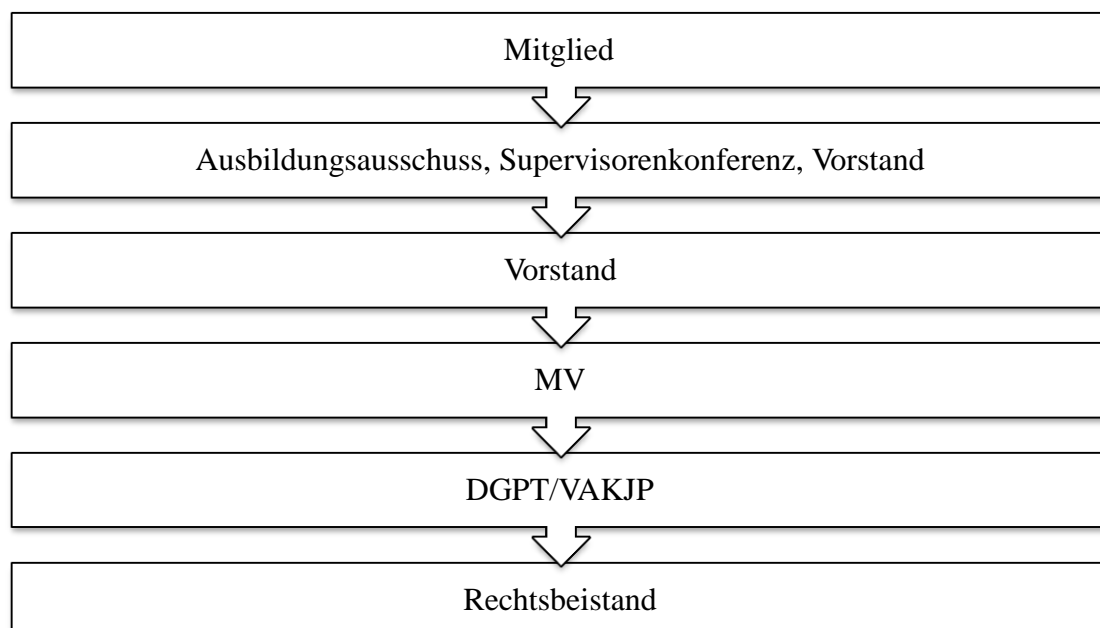 Mitglied
Ausbildungsausschuss, Supervisorenkonferenz, Vorstand
Vorstand
MV
DGPT/VAKJP
Rechtsbeistand